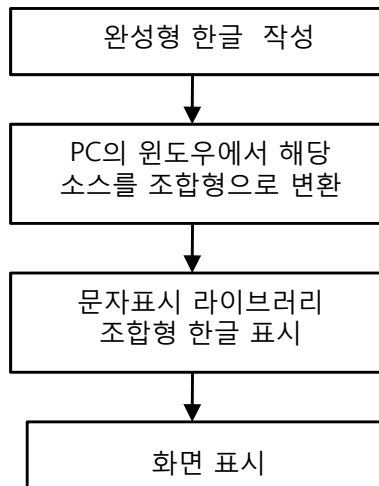 완성형 한글 작성
PC의 윈도우에서 해당
소스를 조합형으로 변환
문자표시 라이브러리
조합형 한글 표시
화면 표시